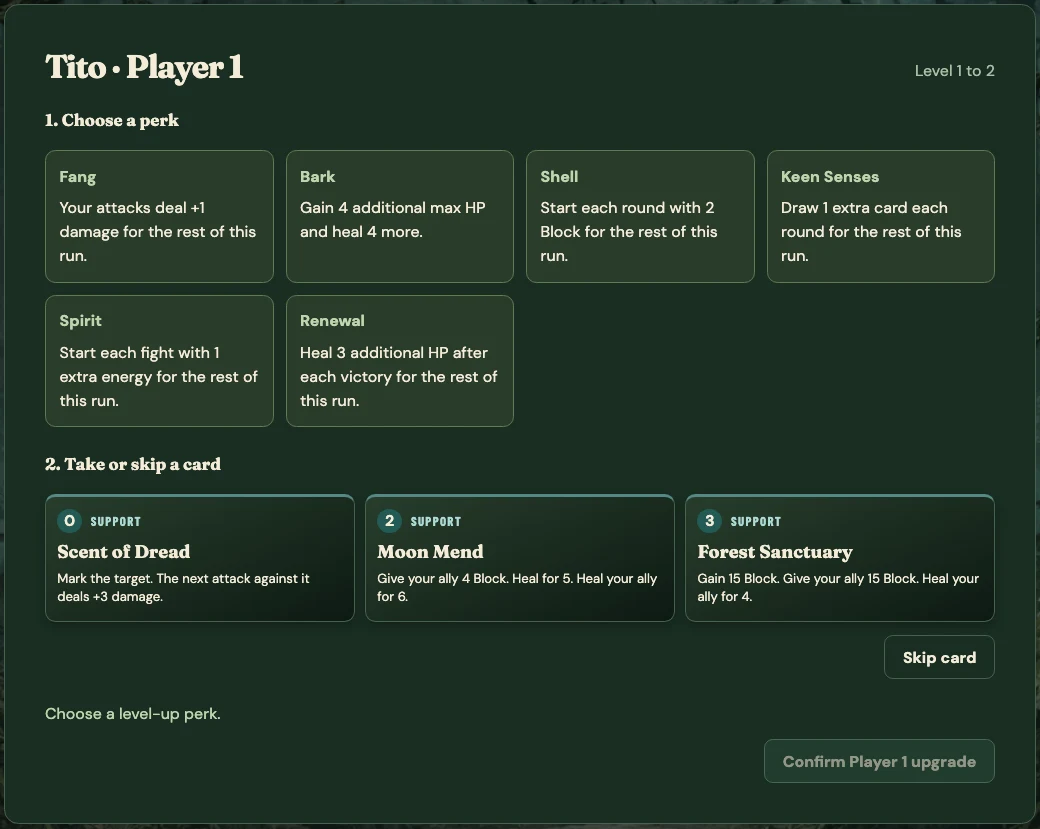 Tito · Player 1
Level 1 to 2
1. Choose a perk
Fang
Your attacks deal +1
damage for the rest of this
run.
Bark
Gain 4 additional max HP
and heal 4 more.
Shell
Start each round with 2
Block for the rest of this
run.
Keen Senses
Draw 1 extra card each
round for the rest of this
run.
Spirit
Start each fight with 1
extra energy for the rest of
this run.
Renewal
Heal 3 additional HP after
each victory for the rest of
this run.
2. Take or skip a card
0 SUPPORT
Scent of Dread
Mark the target. The next attack against it
deals +3 damage.
2 SUPPORT
Moon Mend
Give your ally 4 Block. Heal for 5. Heal your ally
for 6.
3 SUPPORT
Forest Sanctuary
Gain 15 Block. Give your ally 15 Block. Heal your
ally for 4.
Skip card
Choose a level-up perk.
Confirm Player 1 upgrade